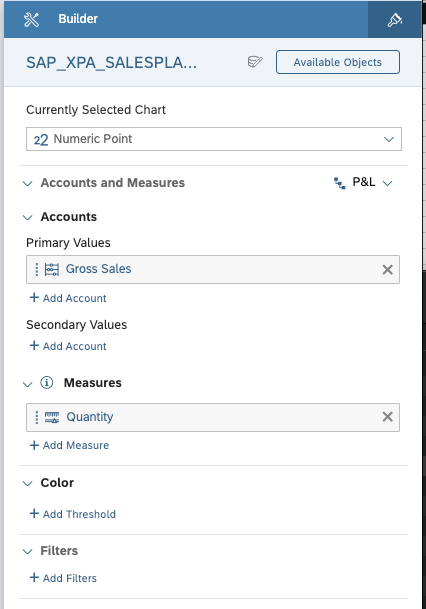 Builder
SAP_XPA_SALESPLA...
Available Objects
Currently Selected Chart
22 Numeric Point
Accounts and Measures
P&L
Accounts
Primary Values
Gross Sales
+ Add Account
Secondary Values
+ Add Account
Measures
Quantity
+ Add Measure
Color
+ Add Threshold
Filters
+ Add Filters